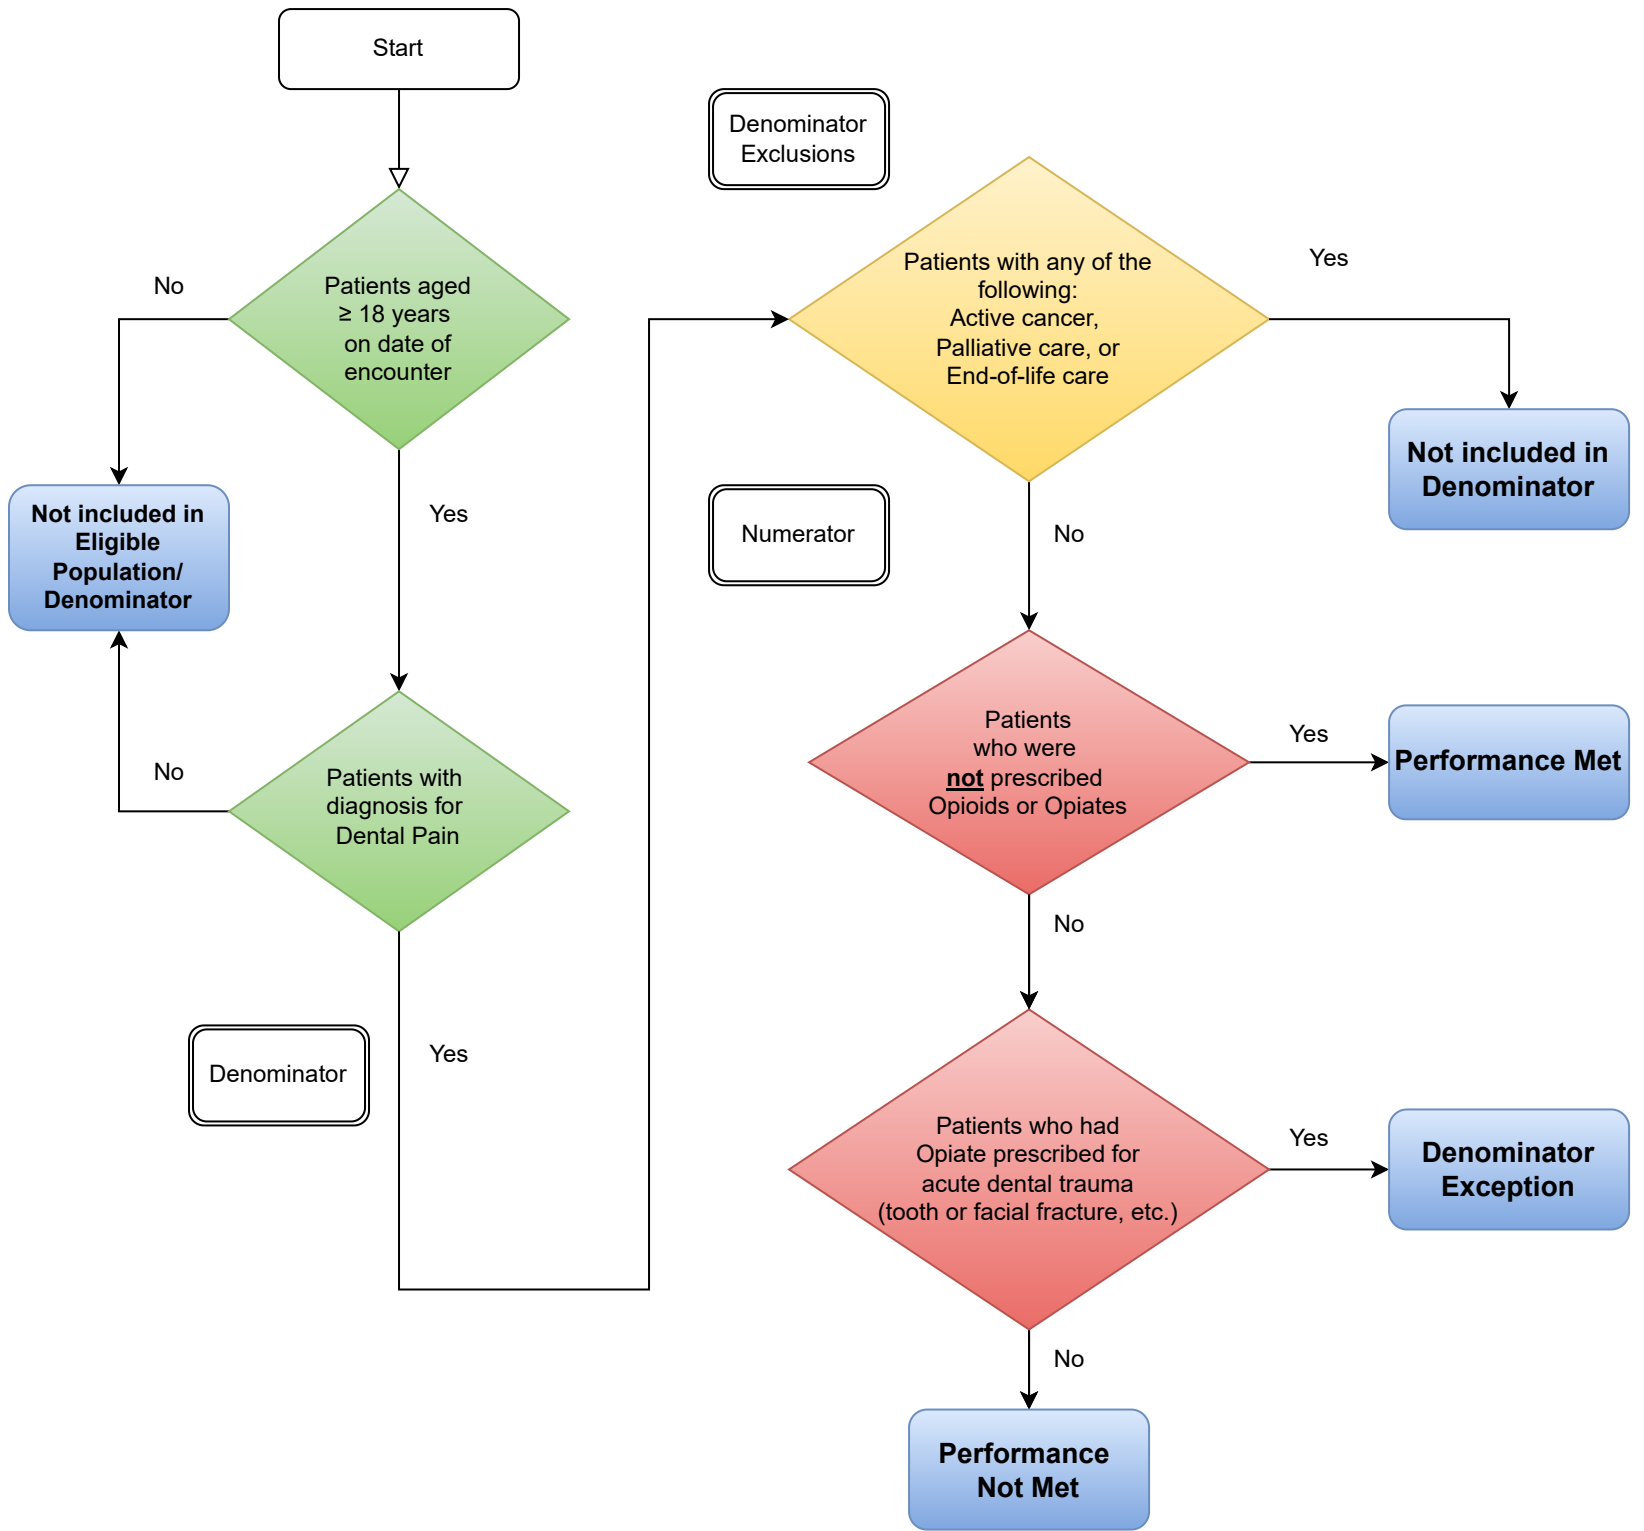 Start
Patients aged
≥ 18 years
on date of
encounter
No
Yes
Not included in
Eligible
Population/
Denominator
No
Patients with
diagnosis for
Dental Pain
Yes
Denominator
Denominator
Exclusions
Patients with any of the
following:
Active cancer,
Palliative care, or
End-of-life care
Yes
Not included in
Denominator
No
Numerator
Patients
who were
not prescribed
Opioids or Opiates
Yes
Performance Met
No
Patients who had
Opiate prescribed for
acute dental trauma
(tooth or facial fracture, etc.)
Yes
Denominator
Exception
No
Performance
Not Met